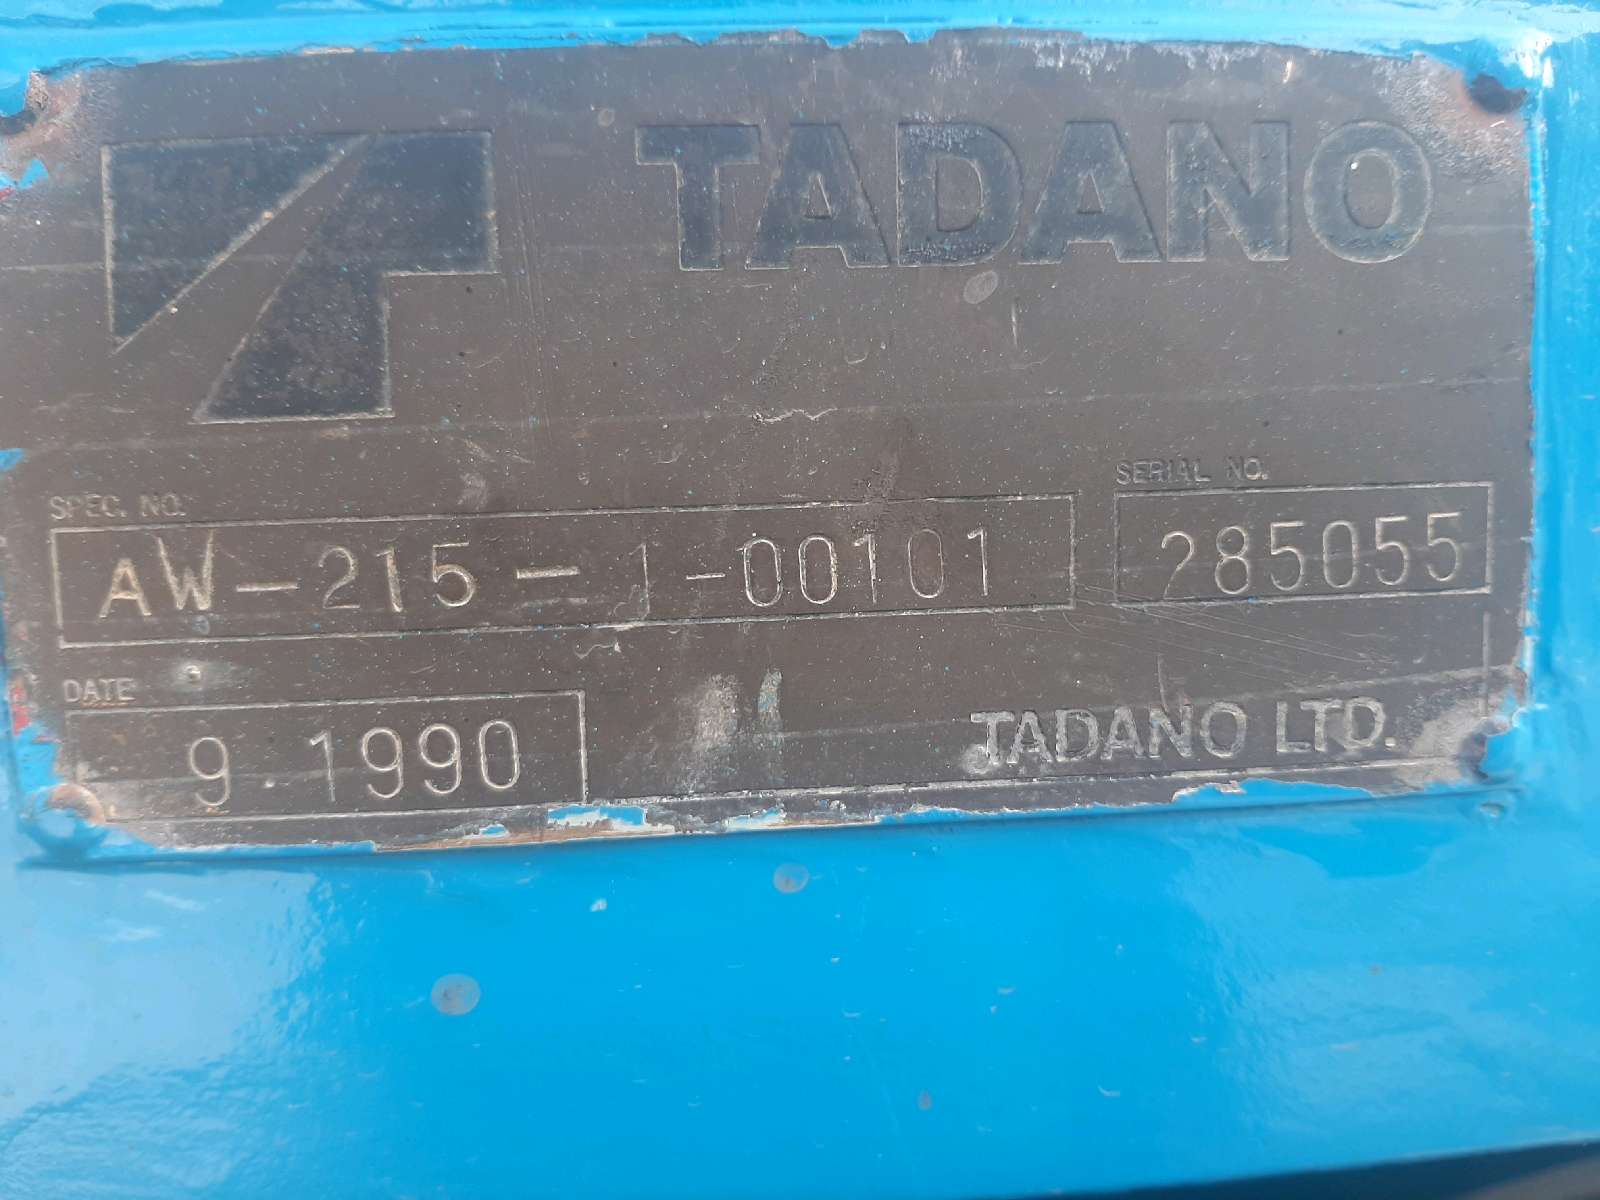 TADANO
SPEC. NO.
AW-215-1-00101
SERIAL NO.
285055
DATE
9.1990
TADANO LTD.